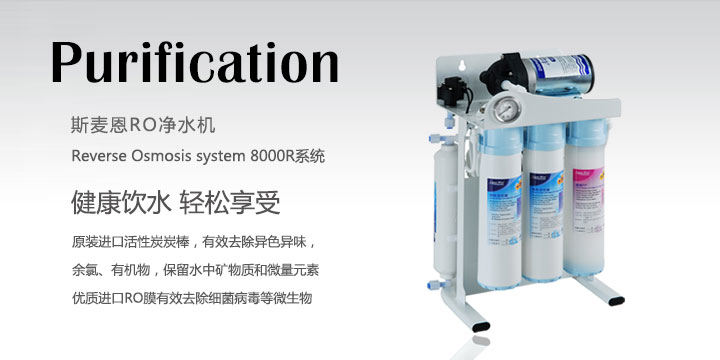 Purification
斯麦恩RO净水机
Reverse Osmosis system 8000R系统
健康饮水 轻松享受
原装进口活性炭炭棒，有效去除异色异味，
余氯、有机物，保留水中矿物质和微量元素
优质进口RO膜有效去除细菌病毒等微生物